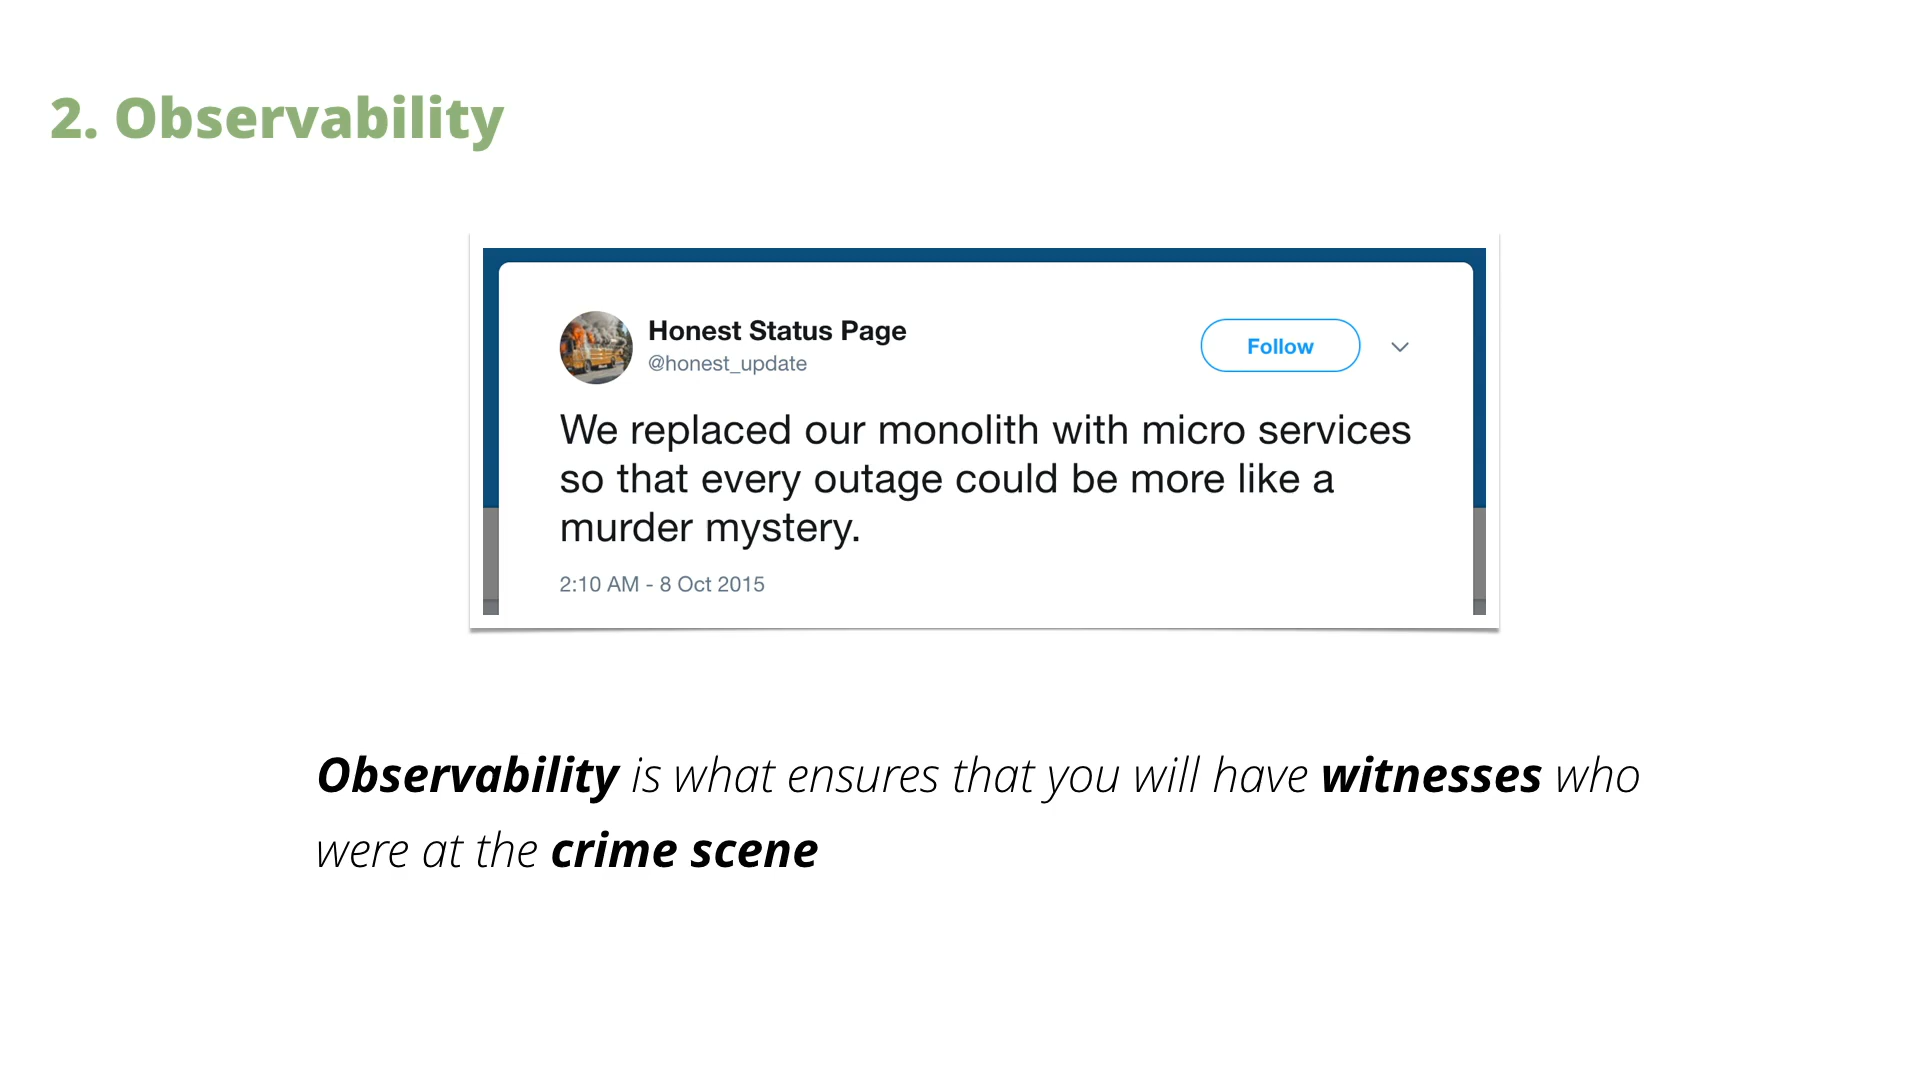 2. Observability
Honest Status Page
@honest_update
Follow
We replaced our monolith with micro services
so that every outage could be more like a
murder mystery.
2:10 AM - 8 Oct 2015
Observability is what ensures that you will have witnesses who
were at the crime scene